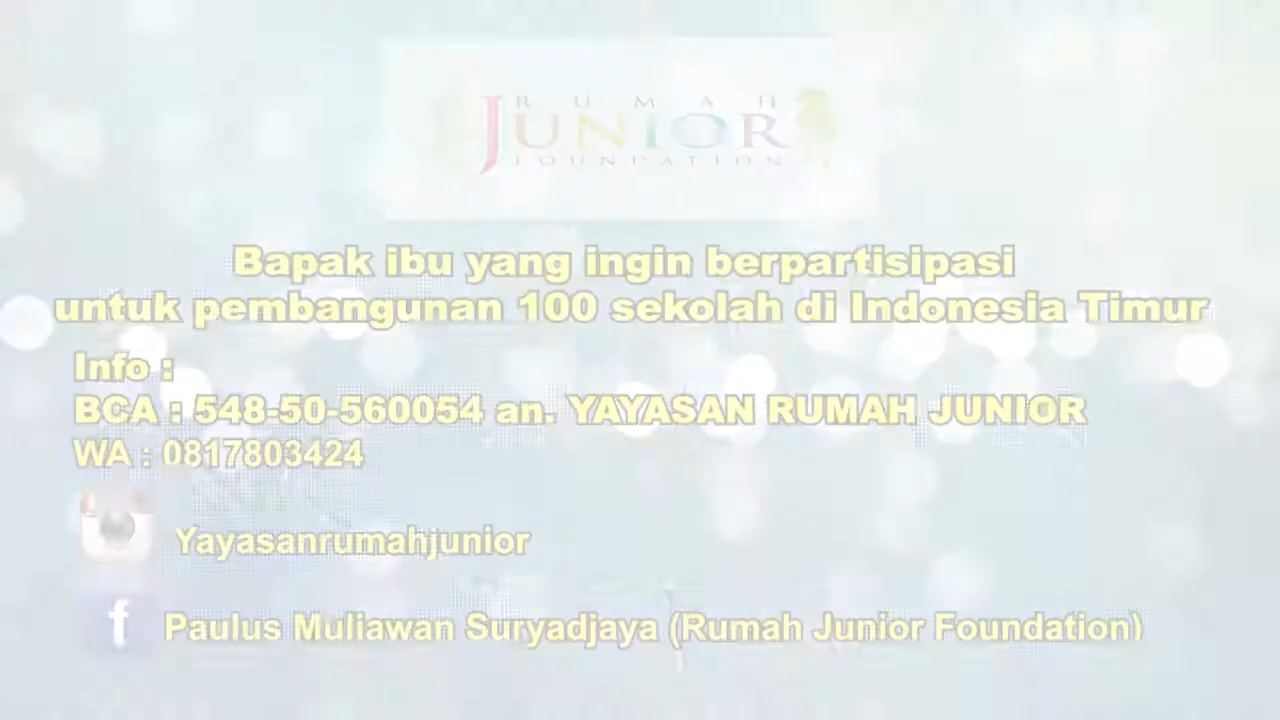 RUMAH
JUNIOR
FOUNDATION
Bapak ibu yang ingin berpartisipasi
untuk pembangunan 100 sekolah di Indonesia Timur
Info :
BCA : 548-50-560054 an. YAYASAN RUMAH JUNIOR
WA : 0817803424
Yayasanrumahjunior
f Paulus Muliawan Suryadjaya (Rumah Junior Foundation)